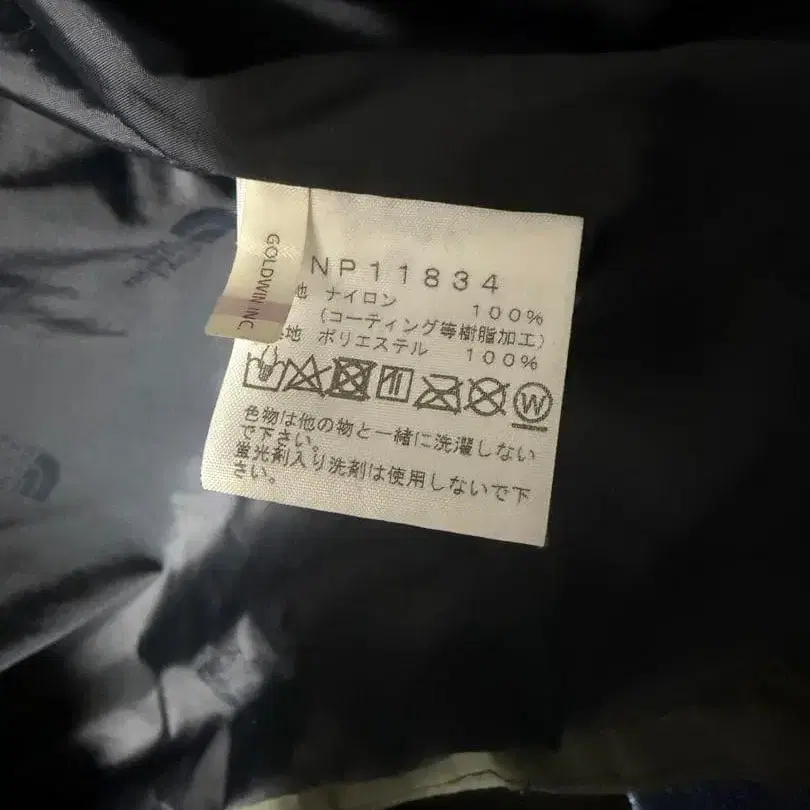 GOLDWIN INC.
NP11834
地 ナイロン 100%
(コーティング等樹脂加工)
地 ポリエステル 100%
W
色物は他の物と一緒に洗濯しない
で下さい。
蛍光剤入り洗剤は使用しないで下
さい。